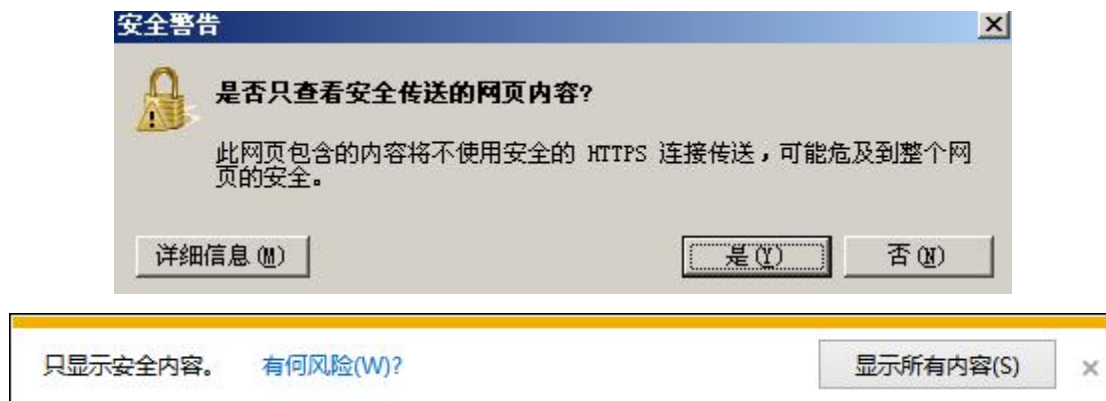 安全警告
是否只查看安全传送的网页内容?
此网页包含的内容将不使用安全的 HTTPS 连接传送,可能危及到整个网
页的安全。
详细信息(M) 是(Y) 否(N)
只显示安全内容。 有何风险(W)? 显示所有内容(S)